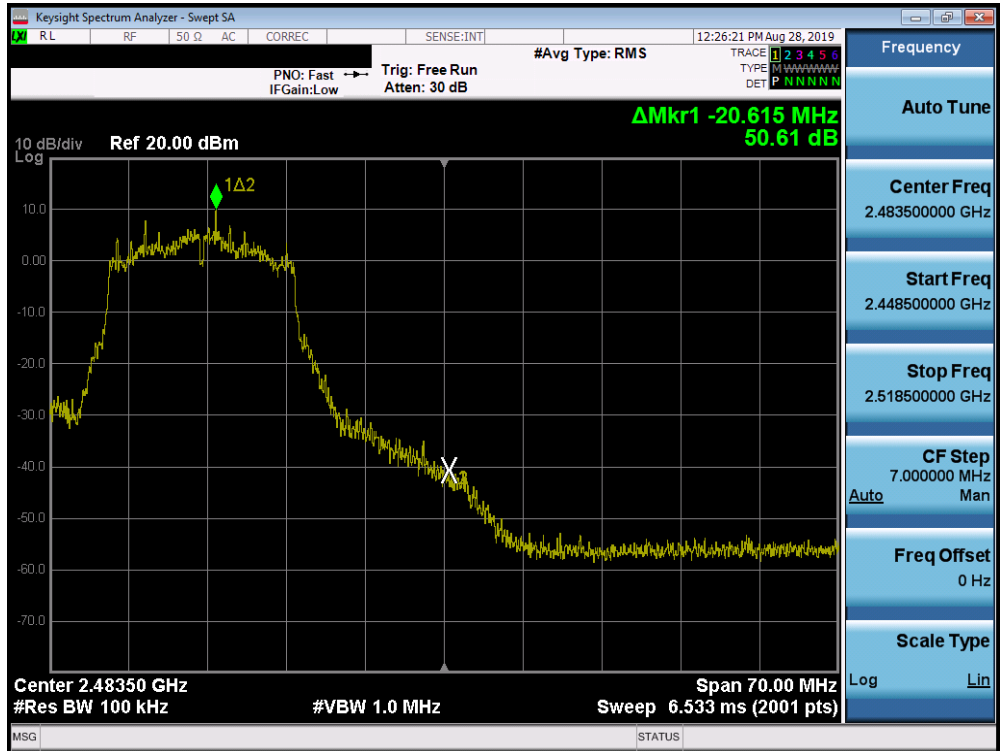 Keysight Spectrum Analyzer - Swept SA
LXI RL RF 50 Ω AC CORREC SENSE:INT 12:26:21 PM Aug 28, 2019
#Avg Type: RMS
TRACE 1 2 3 4 5 6
TYPE M WWWWW
DET P N N N N N
PNO: Fast
IFGain:Low
Trig: Free Run
Atten: 30 dB
ΔMkr1 -20.615 MHz
50.61 dB
10 dB/div
Log
Ref 20.00 dBm
1Δ2
10.0
0.00
-10.0
-20.0
-30.0
-40.0
-50.0
-60.0
-70.0
X
Center 2.48350 GHz
#Res BW 100 kHz
#VBW 1.0 MHz
Span 70.00 MHz
Sweep 6.533 ms (2001 pts)
MSG
STATUS
Frequency
Auto Tune
Center Freq
2.483500000 GHz
Start Freq
2.448500000 GHz
Stop Freq
2.518500000 GHz
CF Step
7.000000 MHz
Auto Man
Freq Offset
0 Hz
Scale Type
Log Lin